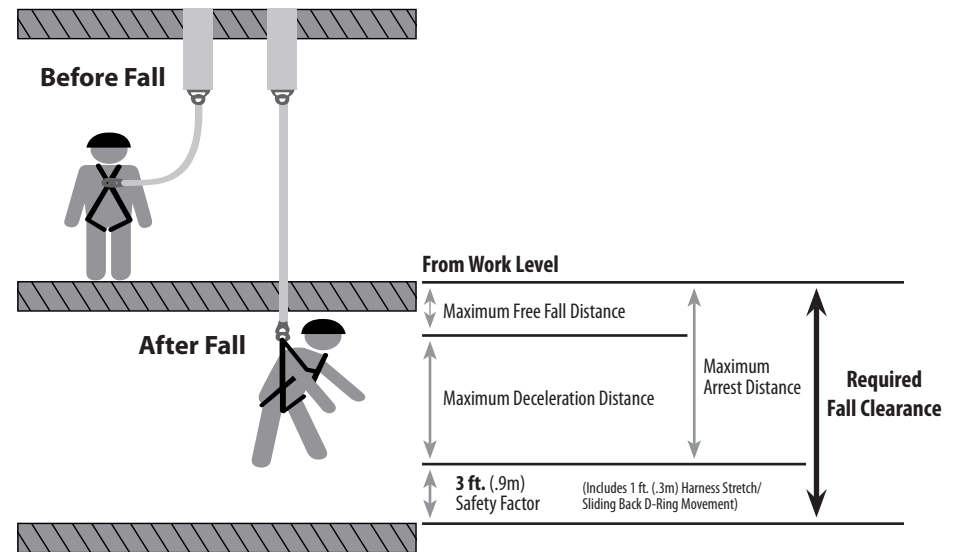 Before Fall
From Work Level
Maximum Free Fall Distance
After Fall
Maximum
Arrest Distance
Required
Fall Clearance
Maximum Deceleration Distance
3 ft. (.9m)
Safety Factor
(Includes 1 ft. (.3m) Harness Stretch/
Sliding Back D-Ring Movement)